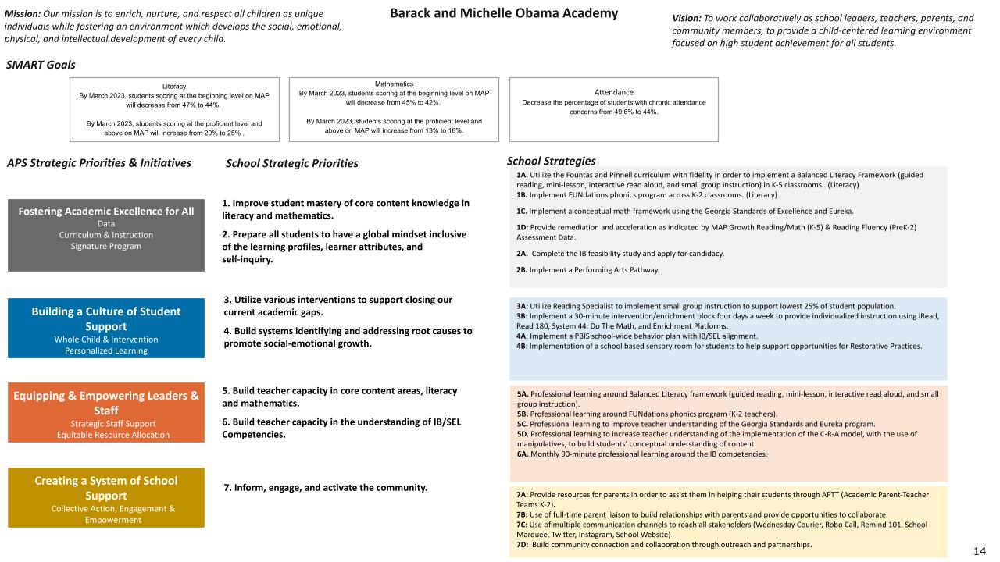 Mission: Our mission is to enrich, nurture, and respect all children as unique
individuals while fostering an environment which develops the social, emotional,
physical, and intellectual development of every child.
Barack and Michelle Obama Academy
Vision: To work collaboratively as school leaders, teachers, parents, and
community members, to provide a child-centered learning environment
focused on high student achievement for all students.
SMART Goals
Literacy
By March 2023, students scoring at the beginning level on MAP
will decrease from 47% to 44%.
By March 2023, students scoring at the proficient level and
above on MAP will increase from 20% to 25% .
Mathematics
By March 2023, students scoring at the beginning level on MAP
will decrease from 45% to 42%.
By March 2023, students scoring at the proficient level and
above on MAP will increase from 13% to 18%.
Attendance
Decrease the percentage of students with chronic attendance
concerns from 49.6% to 44%.
APS Strategic Priorities & Initiatives
School Strategic Priorities
School Strategies
Fostering Academic Excellence for All
Data
Curriculum & Instruction
Signature Program
1. Improve student mastery of core content knowledge in
literacy and mathematics.
2. Prepare all students to have a global mindset inclusive
of the learning profiles, learner attributes, and
self-inquiry.
1A. Utilize the Fountas and Pinnell curriculum with fidelity in order to implement a Balanced Literacy Framework (guided
reading, mini-lesson, interactive read aloud, and small group instruction) in K-5 classrooms . (Literacy)
1B. Implement FUNdations phonics program across K-2 classrooms. (Literacy)
1C. Implement a conceptual math framework using the Georgia Standards of Excellence and Eureka.
1D: Provide remediation and acceleration as indicated by MAP Growth Reading/Math (K-5) & Reading Fluency (PreK-2)
Assessment Data.
2A. Complete the IB feasibility study and apply for candidacy.
2B. Implement a Performing Arts Pathway.
Building a Culture of Student
Support
Whole Child & Intervention
Personalized Learning
3. Utilize various interventions to support closing our
current academic gaps.
4. Build systems identifying and addressing root causes to
promote social-emotional growth.
3A: Utilize Reading Specialist to implement small group instruction to support lowest 25% of student population.
3B: Implement a 30-minute intervention/enrichment block four days a week to provide individualized instruction using iRead,
Read 180, System 44, Do The Math, and Enrichment Platforms.
4A: Implement a PBIS school-wide behavior plan with IB/SEL alignment.
4B: Implementation of a school based sensory room for students to help support opportunities for Restorative Practices.
Equipping & Empowering Leaders &
Staff
Strategic Staff Support
Equitable Resource Allocation
5. Build teacher capacity in core content areas, literacy
and mathematics.
6. Build teacher capacity in the understanding of IB/SEL
Competencies.
5A. Professional learning around Balanced Literacy framework (guided reading, mini-lesson, interactive read aloud, and small
group instruction).
5B. Professional learning around FUNdations phonics program (K-2 teachers).
5C. Professional learning to improve teacher understanding of the Georgia Standards and Eureka program.
5D. Professional learning to increase teacher understanding of the implementation of the C-R-A model, with the use of
manipulatives, to build students' conceptual understanding of content.
6A. Monthly 90-minute professional learning around the IB competencies.
Creating a System of School
Support
Collective Action, Engagement &
Empowerment
7. Inform, engage, and activate the community.
7A: Provide resources for parents in order to assist them in helping their students through APTT (Academic Parent-Teacher
Teams K-2).
7B: Use of full-time parent liaison to build relationships with parents and provide opportunities to collaborate.
7C: Use of multiple communication channels to reach all stakeholders (Wednesday Courier, Robo Call, Remind 101, School
Marquee, Twitter, Instagram, School Website)
7D: Build community connection and collaboration through outreach and partnerships.
14